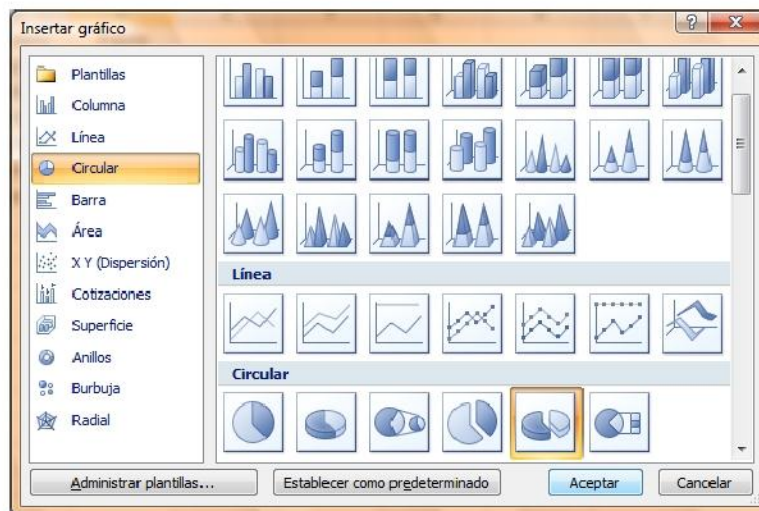 Insertar gráfico
Plantillas
Columna
Línea
Circular
Barra
Área
X Y (Dispersión)
Cotizaciones
Superficie
Anillos
Burbuja
Radial
Línea
Circular
Administrar plantillas...
Establecer como predeterminado
Aceptar
Cancelar